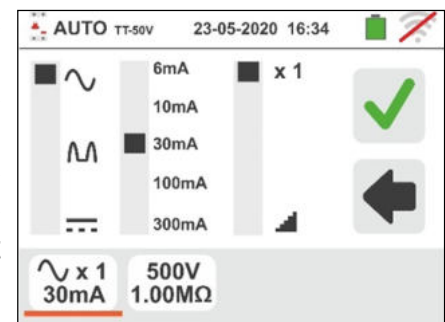 AUTO TT-50V 23-05-2020 16:34
6mA x 1
10mA
30mA
100mA
300mA
x 1 500V
30mA 1.00MΩ